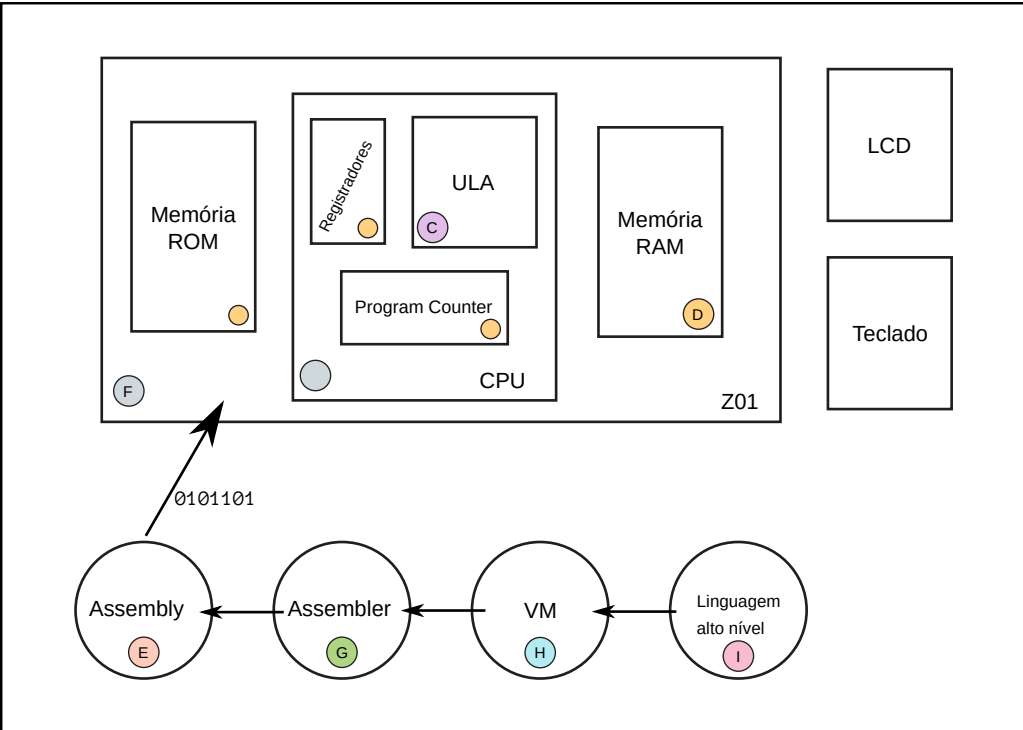 Memória
ROM
Registradores
ULA
C
Program Counter
CPU
Memória
RAM
D
F
Z01
LCD
Teclado
0101101
Assembly
E
Assembler
G
VM
H
Linguagem
alto nível
I